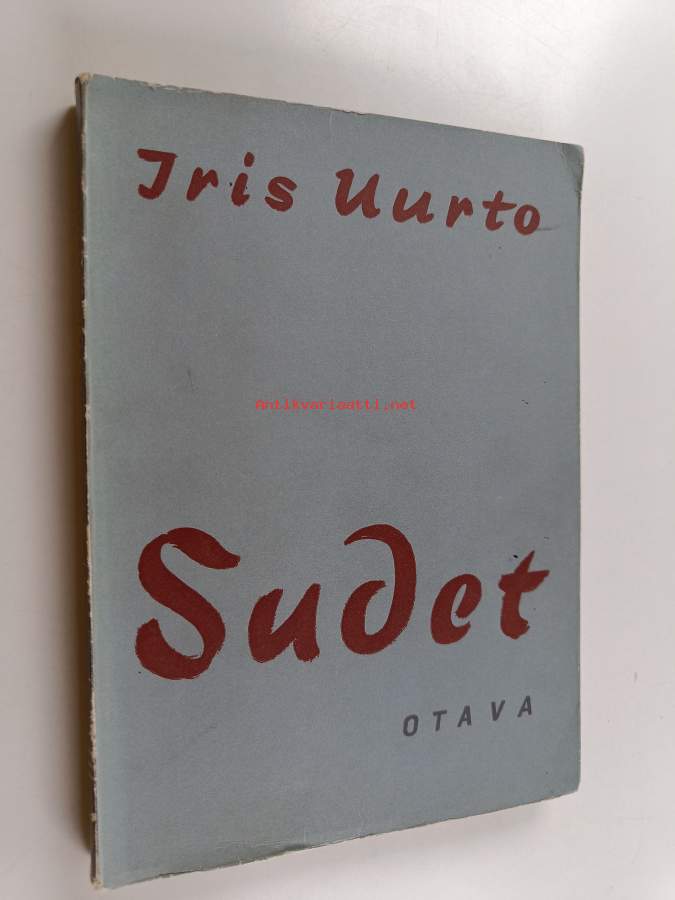 Iris Uurto
Antikvariaatti.net
Sudet
OTAVA